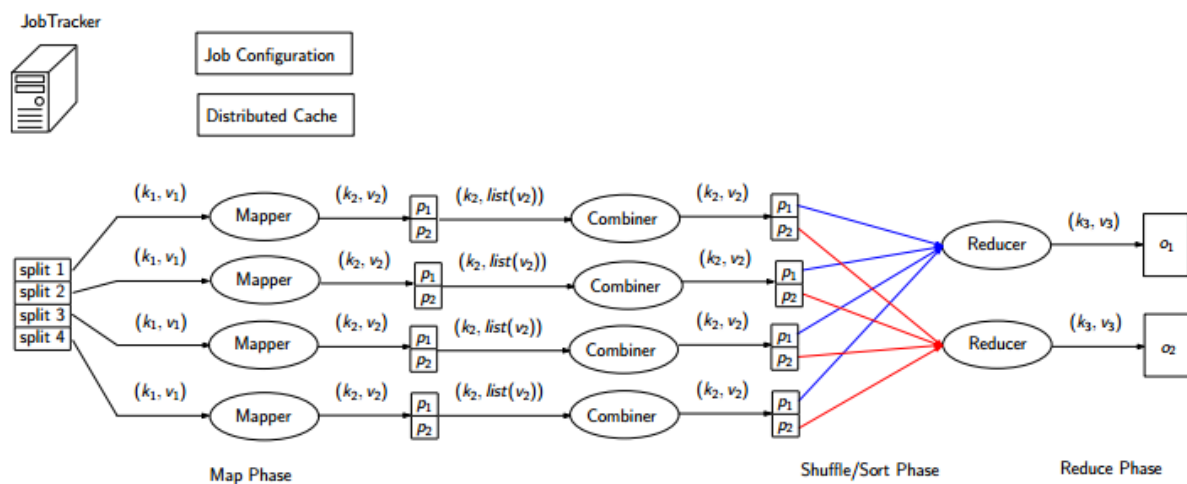 JobTracker
Job Configuration
Distributed Cache
(k₁, v₁) (k₂, v₂) (k₂, list(v₂)) (k₂, v₂)
Mapper p₁ p₂ Combiner p₁ p₂
(k₁, v₁) (k₂, v₂) (k₂, list(v₂)) (k₂, v₂)
Mapper p₁ p₂ Combiner p₁ p₂
(k₁, v₁) (k₂, v₂) (k₂, list(v₂)) (k₂, v₂)
Mapper p₁ p₂ Combiner p₁ p₂
(k₁, v₁) (k₂, v₂) (k₂, list(v₂)) (k₂, v₂)
Mapper p₁ p₂ Combiner p₁ p₂
split 1
split 2
split 3
split 4
Reducer (k₃, v₃) o₁
Reducer (k₃, v₃) o₂
Map Phase
Shuffle/Sort Phase
Reduce Phase